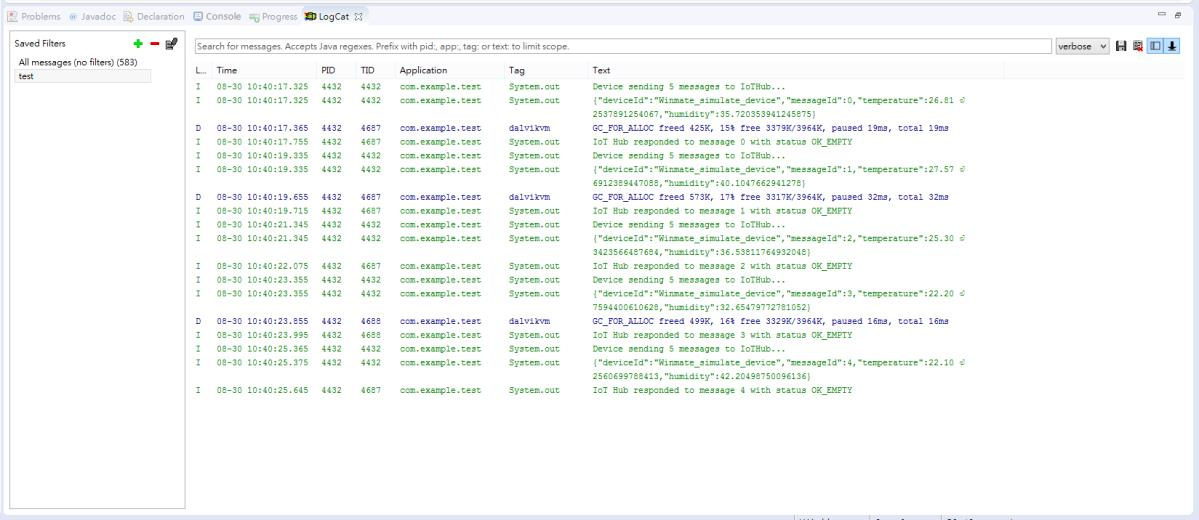 Problems @ Javadoc Declaration Console Progress LogCat
Saved Filters
All messages (no filters) (583)
test
Search for messages. Accepts Java regexes. Prefix with pid:, app:, tag: or text: to limit scope.
verbose
L... Time PID TID Application Tag Text
I 08-30 10:40:17.325 4432 4432 com.example.test System.out Device sending 5 messages to IoTHub...
I 08-30 10:40:17.325 4432 4432 com.example.test System.out {"deviceId":"Winmate_simulate_device","messageId":0,"temperature":26.81
2537891254067,"humidity":35.720353941245875}
D 08-30 10:40:17.365 4432 4687 com.example.test dalvikvm GC_FOR_ALLOC freed 425K, 15% free 3379K/3964K, paused 19ms, total 19ms
I 08-30 10:40:17.755 4432 4687 com.example.test System.out IoT Hub responded to message 0 with status OK_EMPTY
I 08-30 10:40:19.335 4432 4432 com.example.test System.out Device sending 5 messages to IoTHub...
I 08-30 10:40:19.335 4432 4432 com.example.test System.out {"deviceId":"Winmate_simulate_device","messageId":1,"temperature":27.57
6912389447088,"humidity":40.1047662941278}
D 08-30 10:40:19.655 4432 4687 com.example.test dalvikvm GC_FOR_ALLOC freed 573K, 17% free 3317K/3964K, paused 32ms, total 32ms
I 08-30 10:40:19.715 4432 4687 com.example.test System.out IoT Hub responded to message 1 with status OK_EMPTY
I 08-30 10:40:21.345 4432 4432 com.example.test System.out Device sending 5 messages to IoTHub...
I 08-30 10:40:21.345 4432 4432 com.example.test System.out {"deviceId":"Winmate_simulate_device","messageId":2,"temperature":25.30
3423566487684,"humidity":36.53811764932048}
I 08-30 10:40:22.075 4432 4687 com.example.test System.out IoT Hub responded to message 2 with status OK_EMPTY
I 08-30 10:40:23.355 4432 4432 com.example.test System.out Device sending 5 messages to IoTHub...
I 08-30 10:40:23.355 4432 4432 com.example.test System.out {"deviceId":"Winmate_simulate_device","messageId":3,"temperature":22.20
7594400610628,"humidity":32.65479772781052}
D 08-30 10:40:23.855 4432 4688 com.example.test dalvikvm GC_FOR_ALLOC freed 499K, 16% free 3329K/3964K, paused 16ms, total 16ms
I 08-30 10:40:23.995 4432 4688 com.example.test System.out IoT Hub responded to message 3 with status OK_EMPTY
I 08-30 10:40:25.365 4432 4432 com.example.test System.out Device sending 5 messages to IoTHub...
I 08-30 10:40:25.375 4432 4432 com.example.test System.out {"deviceId":"Winmate_simulate_device","messageId":4,"temperature":22.10
2560699788413,"humidity":42.20498750096136}
I 08-30 10:40:25.645 4432 4687 com.example.test System.out IoT Hub responded to message 4 with status OK_EMPTY